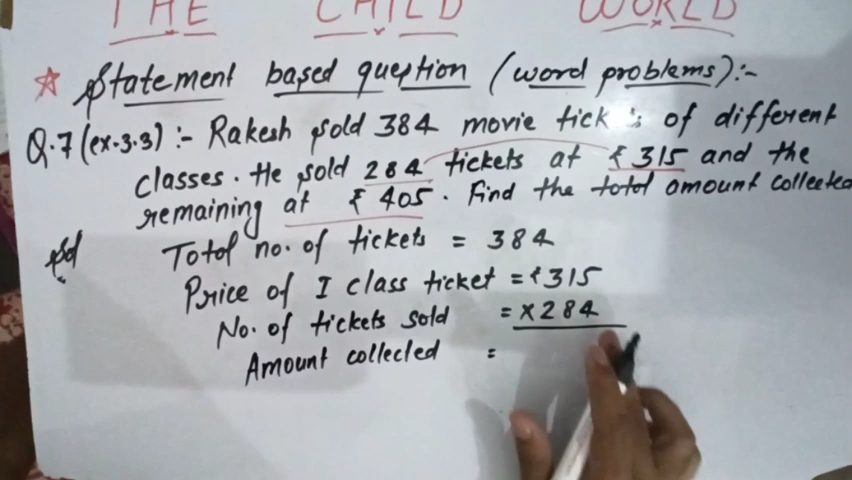 THE CHILD WORLD
☆ Statement based question (word problems):-
Q.7 (ex.3.3) :- Rakesh sold 384 movie of different
classes. He sold 284 tickets at ₹315 and the
remaining at ₹ 405. Find the total amount collected
Sol Total no. of tickets = 384
Price of I class ticket = ₹315
No. of tickets sold = × 284
Amount collected =